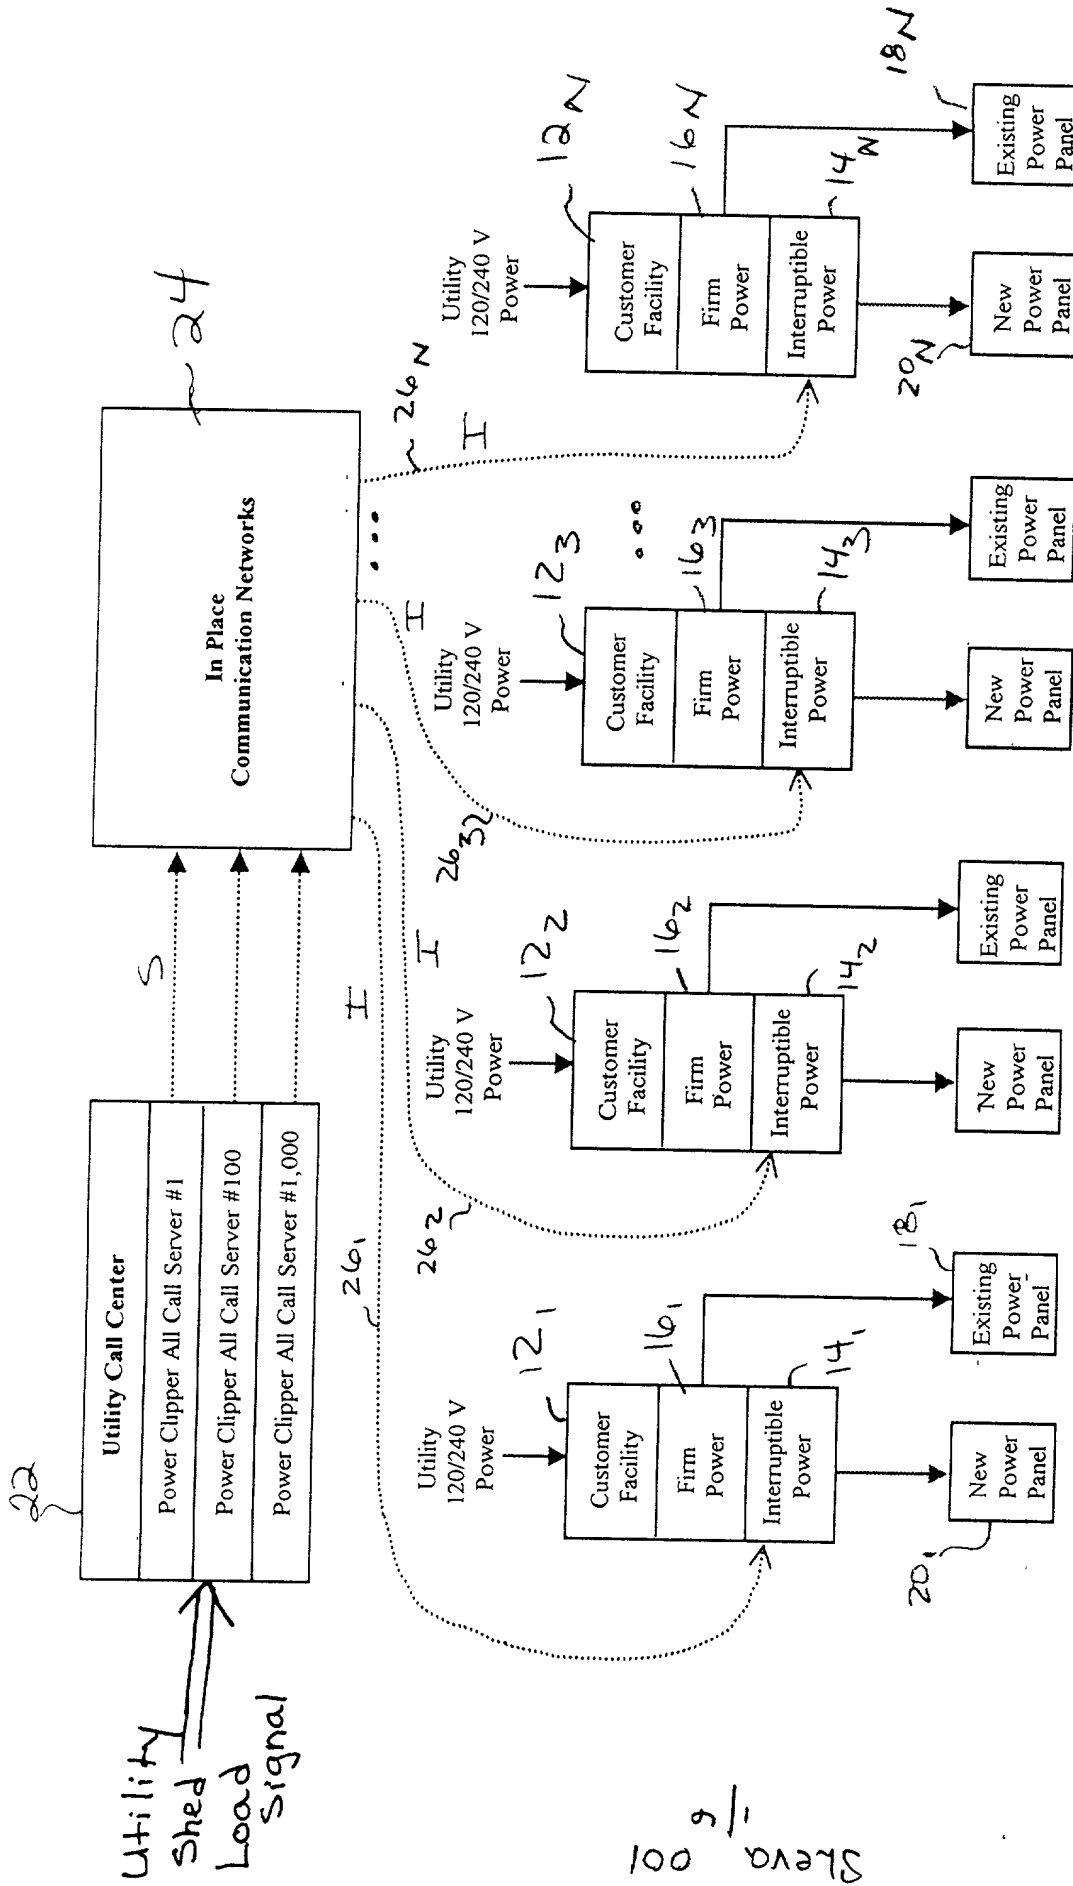 22
Utility Call Center
Power Clipper All Call Server #1
Power Clipper All Call Server #100
Power Clipper All Call Server #1,000
Utility
Shed
Load
Signal
S
In Place
Communication Networks
24
26₁
I
26₂
I
26₃₂
I
26N
I
...
Utility
120/240 V
Power
12₁
Customer
Facility
Firm
Power
16₁
Interruptible
Power
14₁
New
Power
Panel
20₁
Existing
Power
Panel
18₁
Utility
120/240 V
Power
12₂
Customer
Facility
Firm
Power
16₂
Interruptible
Power
14₂
New
Power
Panel
Existing
Power
Panel
Utility
120/240 V
Power
12₃
Customer
Facility
Firm
Power
16₃
Interruptible
Power
14₃
New
Power
Panel
Existing
Power
Panel
...
Utility
120/240 V
Power
12N
Customer
Facility
Firm
Power
16N
Interruptible
Power
14N
New
Power
Panel
20N
Existing
Power
Panel
18N
Sheva
001